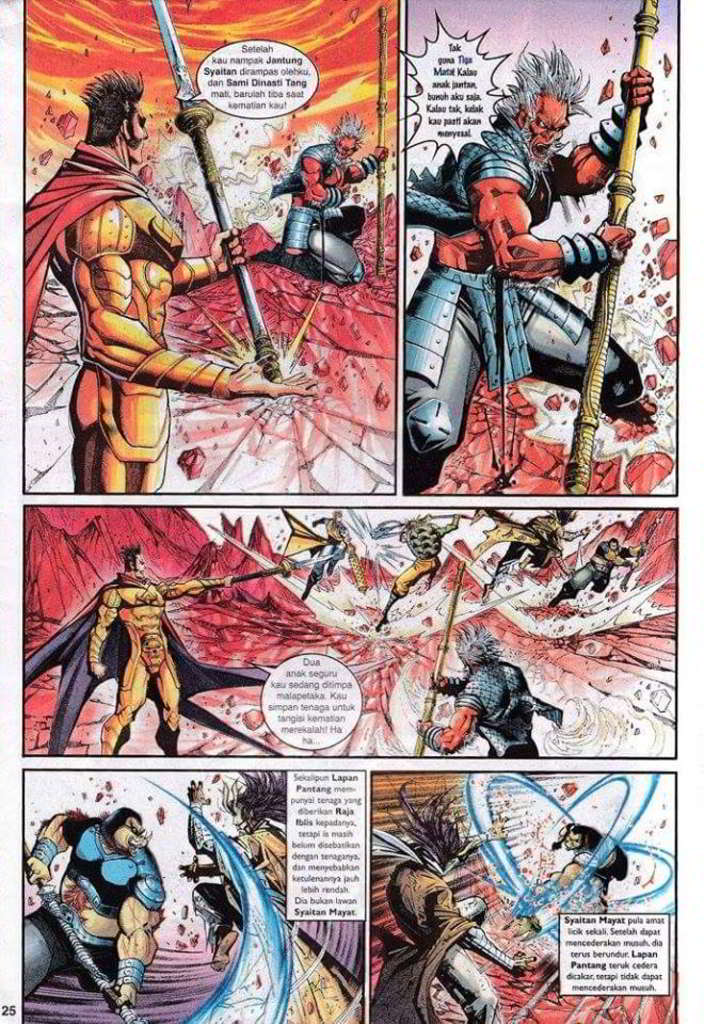 Setelah
kau nampak Jantung
Syaitan dirampas olehku,
dan Sami Dinasti Tang
mati, barulah tiba saat
kematian kau!
Tak
guna Tiga
Mata! Kalau
anak jantan,
bunuh aku saja.
Kalau tak, kelak
kau pasti akan
menyesal.
Dua
anak seguru
kau sedang ditimpa
malapetaka. Kau
simpan tenaga untuk
tangisi kematian
merekalah! Ha
ha...
Sekalipun Lapan
Pantang mem-
punyai tenaga yang
diberikan Raja
Iblis kepadanya,
tetapi is masih
belum disebatikan
dengan tenaganya,
dan menyebabkan
ketulenannya jauh
lebih rendah.
Dia bukan lawan
Syaitan Mayat.
Syaitan Mayat pula amat
licik sekali. Setelah dapat
mencederakan musuh, dia
terus berundur. Lapan
Pantang teruk cedera
dicakar, tetapi tidak dapat
mencederakan musuh.
25